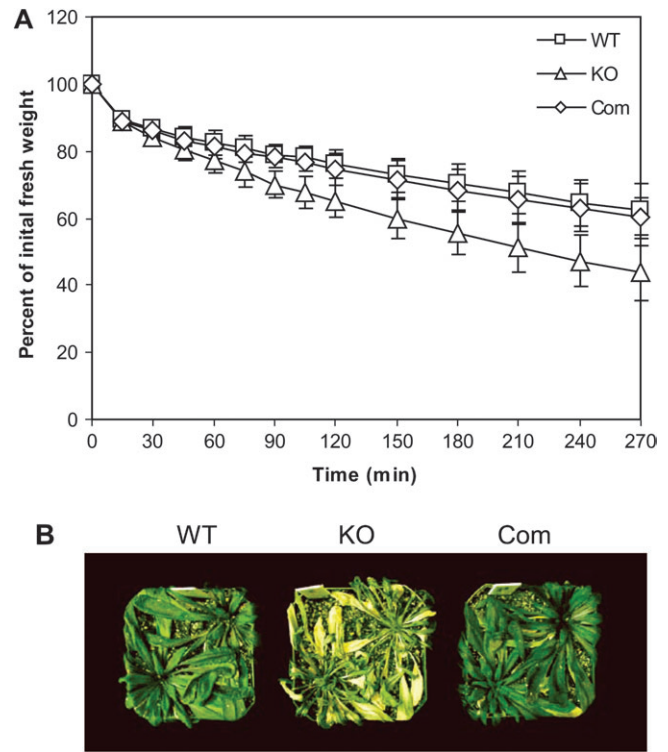 A
120
100
80
60
40
20
0
Percent of inital fresh weight
WT
KO
Com
0 30 60 90 120 150 180 210 240 270
Time (min)
B
WT KO Com